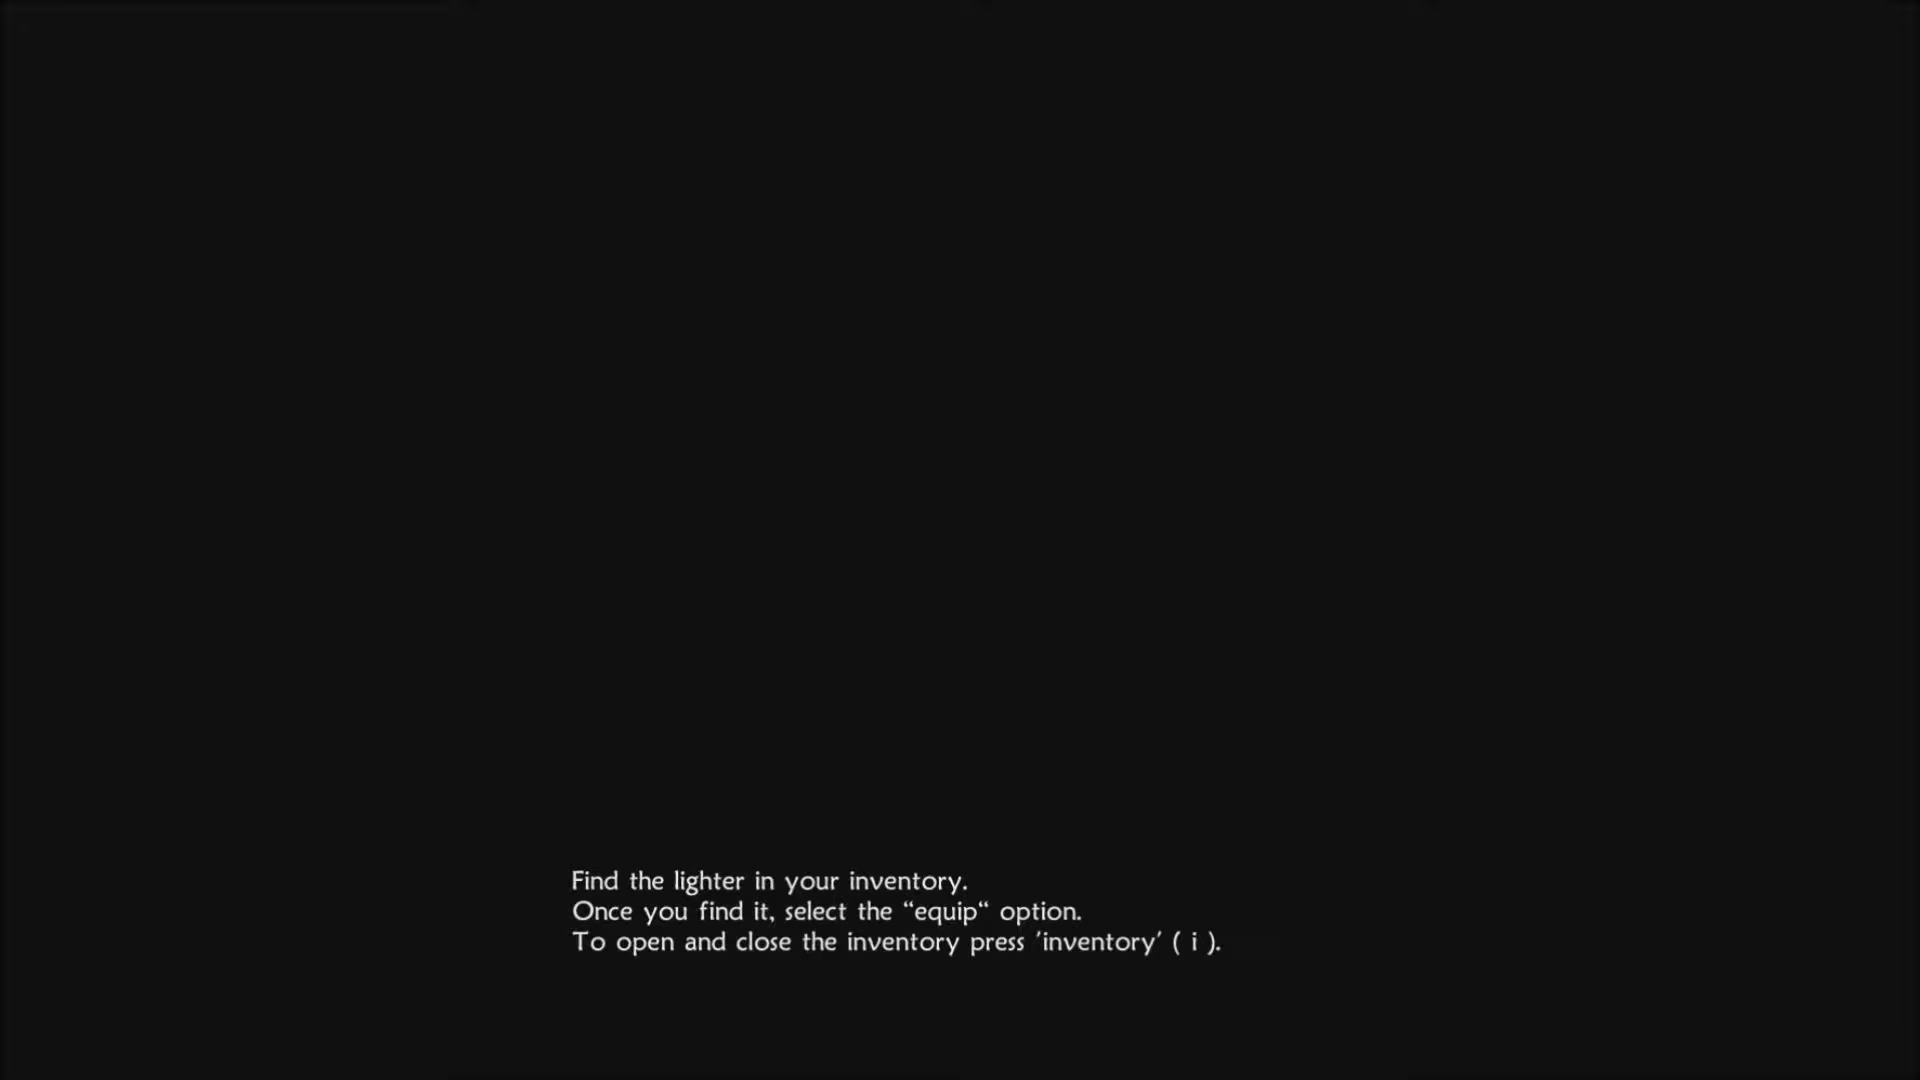 Find the lighter in your inventory.
Once you find it, select the “equip“ option.
To open and close the inventory press 'inventory' ( i ).